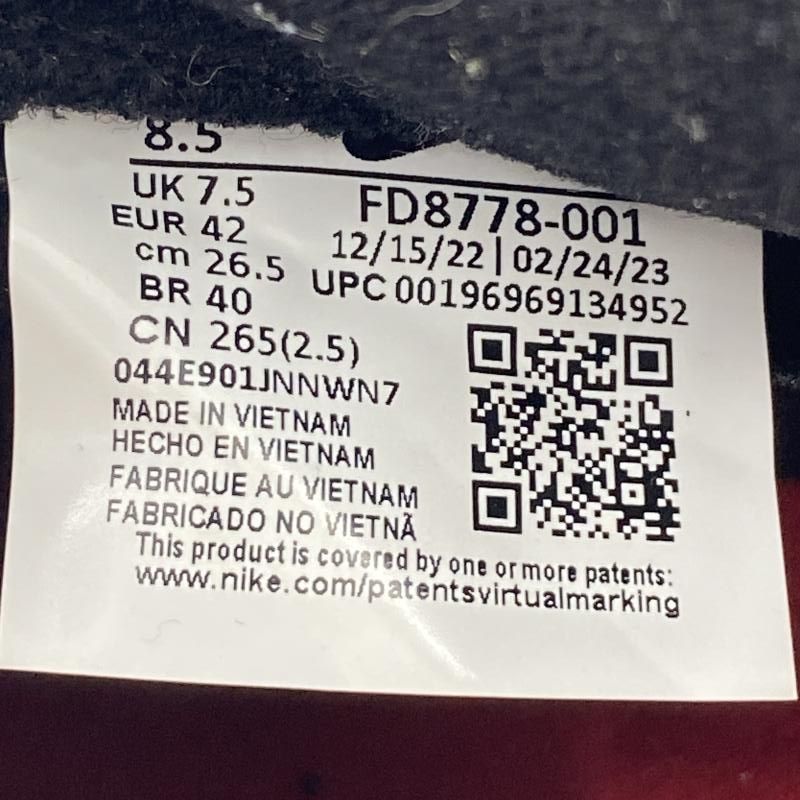 8.5
UK 7.5
EUR 42
cm 26.5
BR 40
CN 265(2.5)
FD8778-001
12/15/22|02/24/23
UPC 00196969134952
044E901JNNWN7
MADE IN VIETNAM
HECHO EN VIETNAM
FABRIQUE AU VIETNAM
FABRICADO NO VIETNÃ
This product is covered by one or more patents:
www.nike.com/patentsvirtualmarking